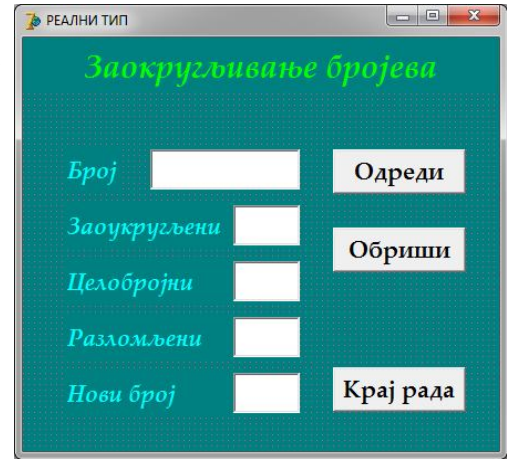 РЕАЛНИ ТИП
Заокругљивање бројева
Број
Одреди
Заоукругљени
Обриши
Целобројни
Разломљени
Нови број
Крај рада